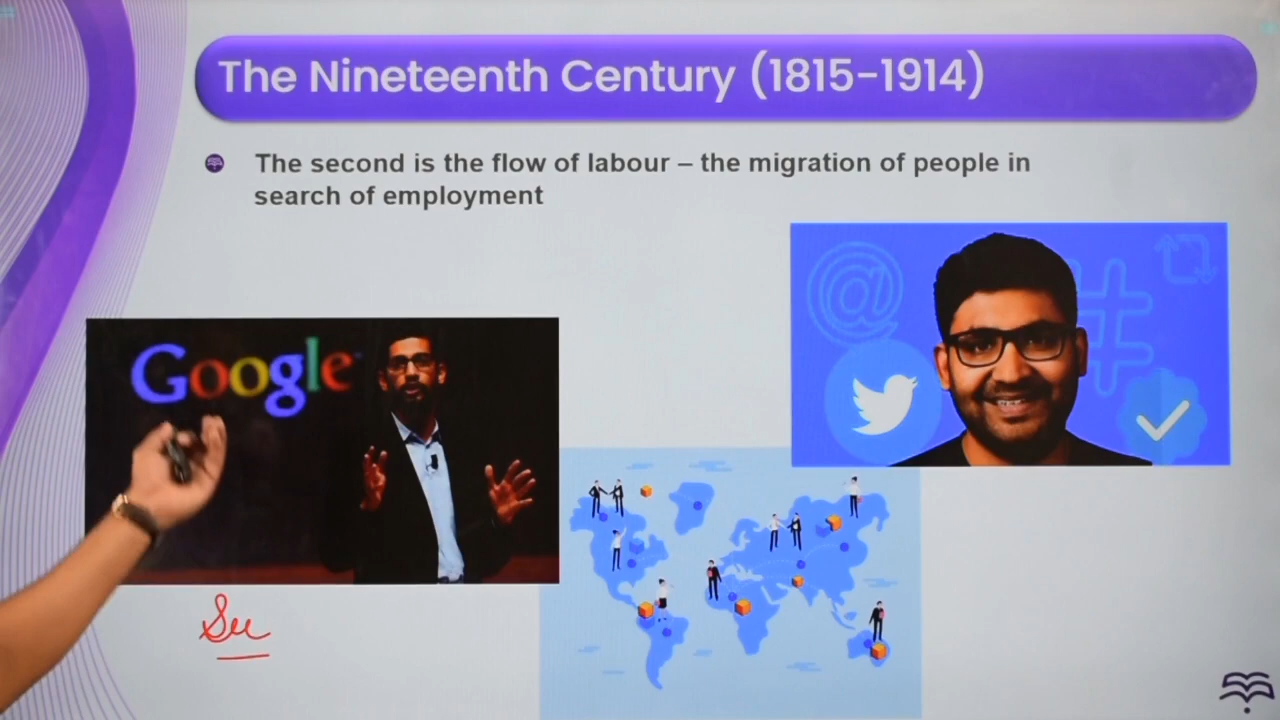 The Nineteenth Century (1815-1914)
The second is the flow of labour – the migration of people in
search of employment
Google
Su